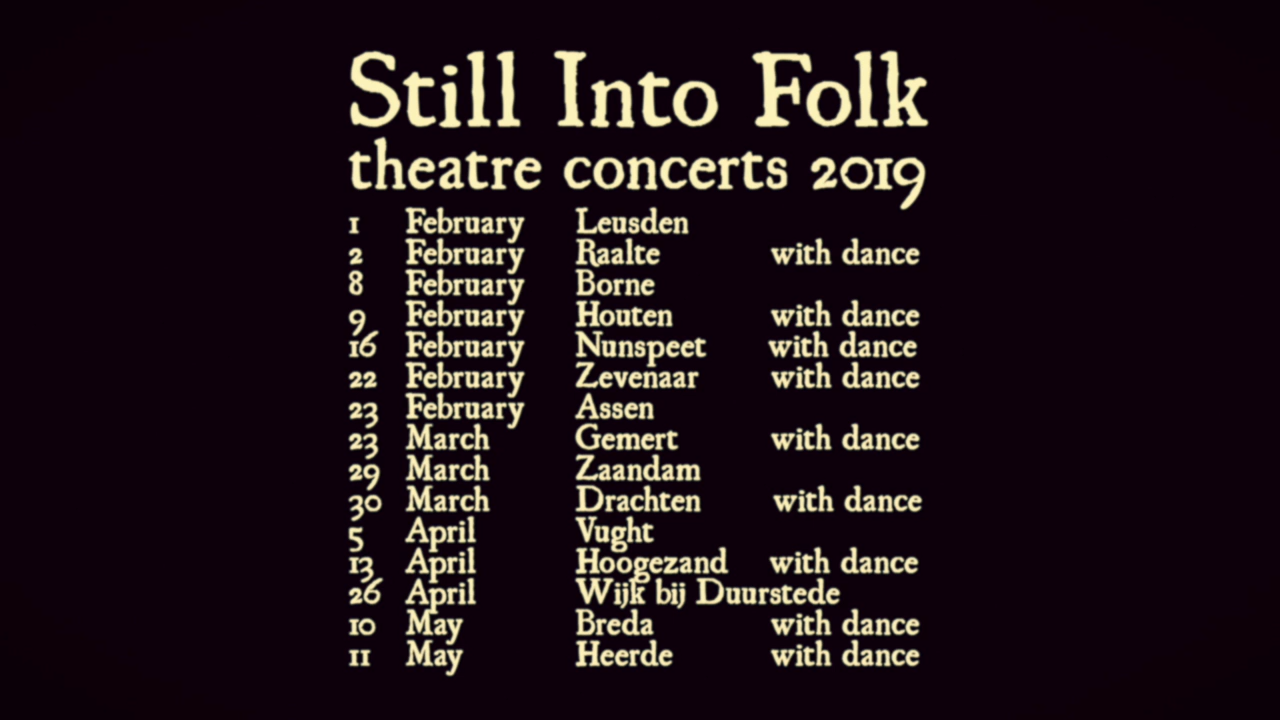 Still Into Folk
theatre concerts 2019
1 February Leusden
2 February Raalte with dance
8 February Borne
9 February Houten with dance
16 February Nunspeet with dance
22 February Zevenaar with dance
23 February Assen
23 March Gemert with dance
29 March Zaandam
30 March Drachten with dance
5 April Vught
13 April Hoogezand with dance
26 April Wijk bij Duurstede
10 May Breda with dance
11 May Heerde with dance